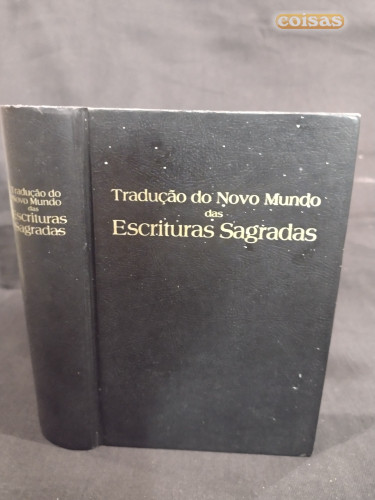 coisas
Tradução do
Novo Mundo
das
Escrituras
Sagradas
Tradução do Novo Mundo
das
Escrituras Sagradas